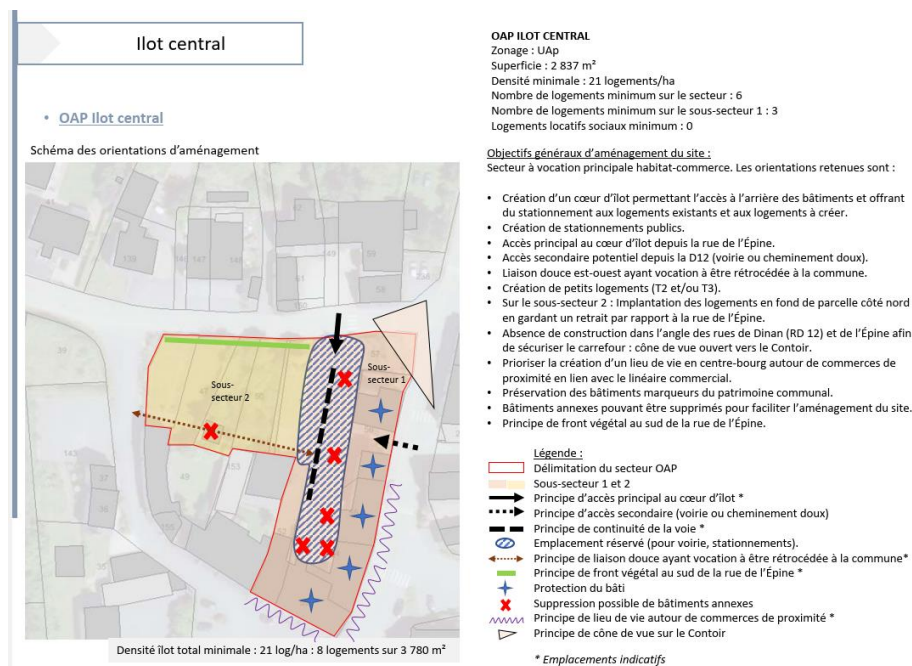 Ilot central
• OAP Ilot central
Schéma des orientations d'aménagement
Sous-
secteur 1
Sous-
secteur 2
Densité îlot total minimale : 21 log/ha : 8 logements sur 3 780 m²
OAP ILOT CENTRAL
Zonage : UAp
Superficie : 2 837 m²
Densité minimale : 21 logements/ha
Nombre de logements minimum sur le secteur : 6
Nombre de logements minimum sur le sous-secteur 1 : 3
Logements locatifs sociaux minimum : 0
Objectifs généraux d'aménagement du site :
Secteur à vocation principale habitat-commerce. Les orientations retenues sont :
• Création d'un cœur d'îlot permettant l'accès à l'arrière des bâtiments et offrant
du stationnement aux logements existants et aux logements à créer.
• Création de stationnements publics.
• Accès principal au cœur d'îlot depuis la rue de l'Épine.
• Accès secondaire potentiel depuis la D12 (voirie ou cheminement doux).
• Liaison douce est-ouest ayant vocation à être rétrocédée à la commune.
• Création de petits logements (T2 et/ou T3).
• Sur le sous-secteur 2 : Implantation des logements en fond de parcelle côté nord
en gardant un retrait par rapport à la rue de l'Épine.
• Absence de construction dans l'angle des rues de Dinan (RD 12) et de l'Épine afin
de sécuriser le carrefour : cône de vue ouvert vers le Contoir.
• Prioriser la création d'un lieu de vie en centre-bourg autour de commerces de
proximité en lien avec le linéaire commercial.
• Préservation des bâtiments marqueurs du patrimoine communal.
• Bâtiments annexes pouvant être supprimés pour faciliter l'aménagement du site.
• Principe de front végétal au sud de la rue de l'Épine.
Légende :
Délimitation du secteur OAP
Sous-secteur 1 et 2
Principe d'accès principal au cœur d'îlot *
Principe d'accès secondaire (voirie ou cheminement doux)
Principe de continuité de la voie *
Emplacement réservé (pour voirie, stationnements).
Principe de liaison douce ayant vocation à être rétrocédée à la commune*
Principe de front végétal au sud de la rue de l'Épine *
Protection du bâti
Suppression possible de bâtiments annexes
Principe de lieu de vie autour de commerces de proximité *
Principe de cône de vue sur le Contoir
* Emplacements indicatifs